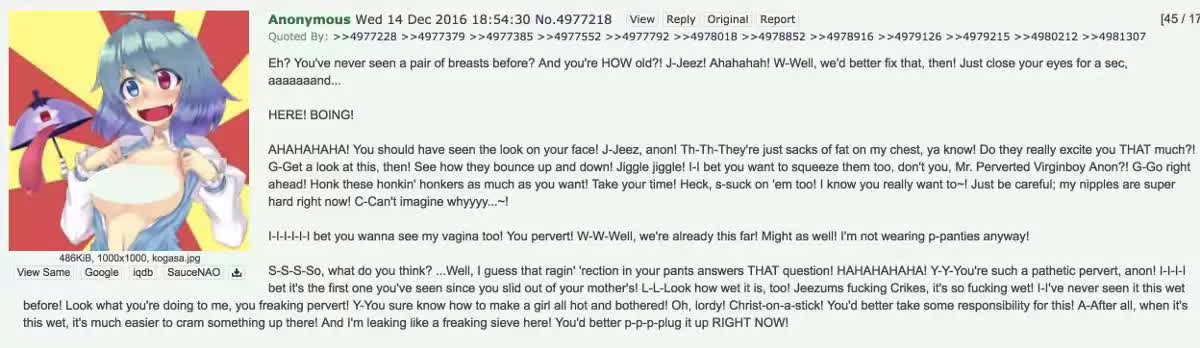 Anonymous Wed 14 Dec 2016 18:54:30 No.4977218 View Reply Original Report [45 / 17
Quoted By: >>4977228 >>4977379 >>4977385 >>4977552 >>4977792 >>4978018 >>4978852 >>4978916 >>4979126 >>4979215 >>4980212 >>4981307
Eh? You've never seen a pair of breasts before? And you're HOW old?! J-Jeez! Ahahahah! W-Well, we'd better fix that, then! Just close your eyes for a sec,
aaaaaaand...
HERE! BOING!
AHAHAHAHA! You should have seen the look on your face! J-Jeez, anon! Th-Th-They're just sacks of fat on my chest, ya know! Do they really excite you THAT much?!
G-Get a look at this, then! See how they bounce up and down! Jiggle jiggle! I-I bet you want to squeeze them too, don't you, Mr. Perverted Virginboy Anon?! G-Go right
ahead! Honk these honkin' honkers as much as you want! Take your time! Heck, s-suck on 'em too! I know you really want to~! Just be careful; my nipples are super
hard right now! C-Can't imagine whyyyy...~!
I-I-I-I-I-I bet you wanna see my vagina too! You pervert! W-W-Well, we're already this far! Might as well! I'm not wearing p-panties anyway!
486KiB, 1000x1000, kogasa.jpg
View Same Google iqdb SauceNAO
S-S-S-So, what do you think? ...Well, I guess that ragin' 'rection in your pants answers THAT question! HAHAHAHAHA! Y-Y-You're such a pathetic pervert, anon! I-I-I-I
bet it's the first one you've seen since you slid out of your mother's! L-L-Look how wet it is, too! Jeezums fucking Crikes, it's so fucking wet! I-I've never seen it this wet
before! Look what you're doing to me, you freaking pervert! Y-You sure know how to make a girl all hot and bothered! Oh, lordy! Christ-on-a-stick! You'd better take some responsibility for this! A-After all, when it's
this wet, it's much easier to cram something up there! And I'm leaking like a freaking sieve here! You'd better p-p-p-plug it up RIGHT NOW!